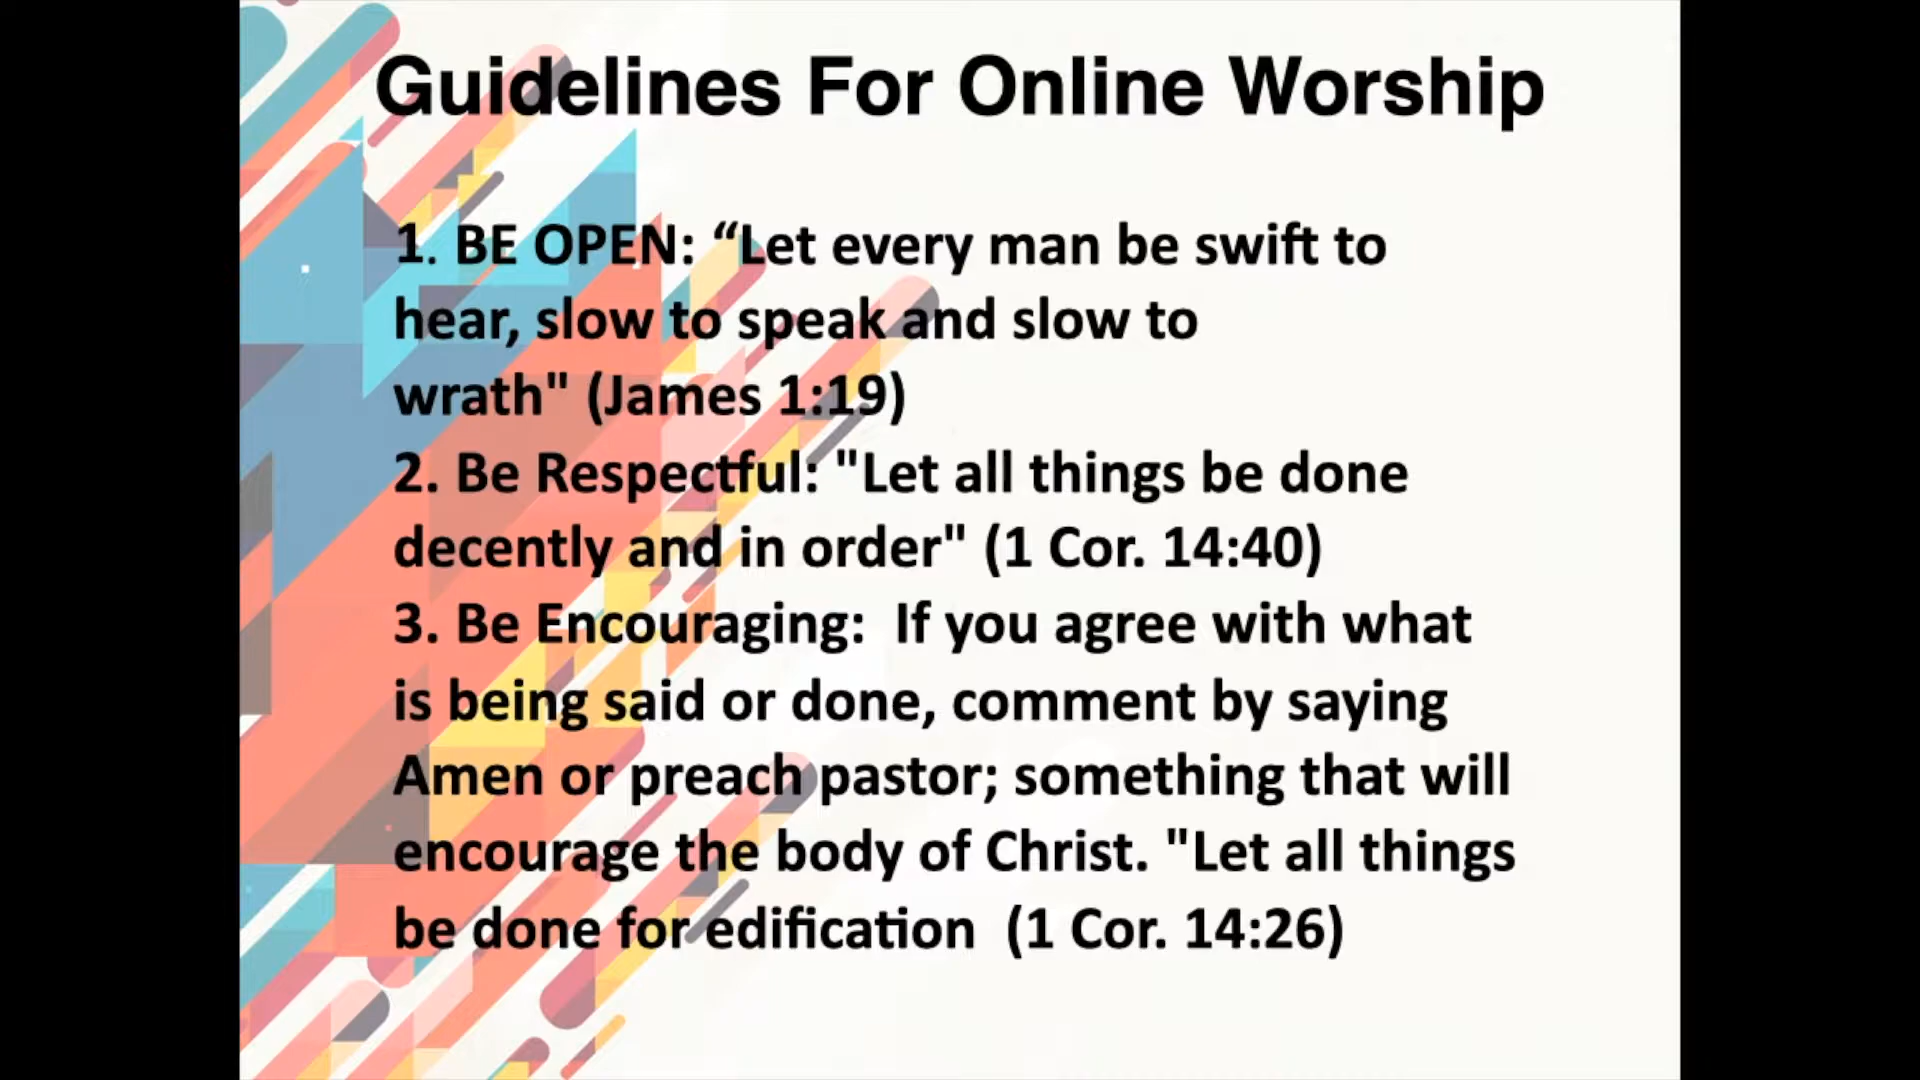 Guidelines For Online Worship
1. BE OPEN: “Let every man be swift to
hear, slow to speak and slow to
wrath" (James 1:19)
2. Be Respectful: "Let all things be done
decently and in order" (1 Cor. 14:40)
3. Be Encouraging:  If you agree with what
is being said or done, comment by saying
Amen or preach pastor; something that will
encourage the body of Christ. "Let all things
be done for edification  (1 Cor. 14:26)